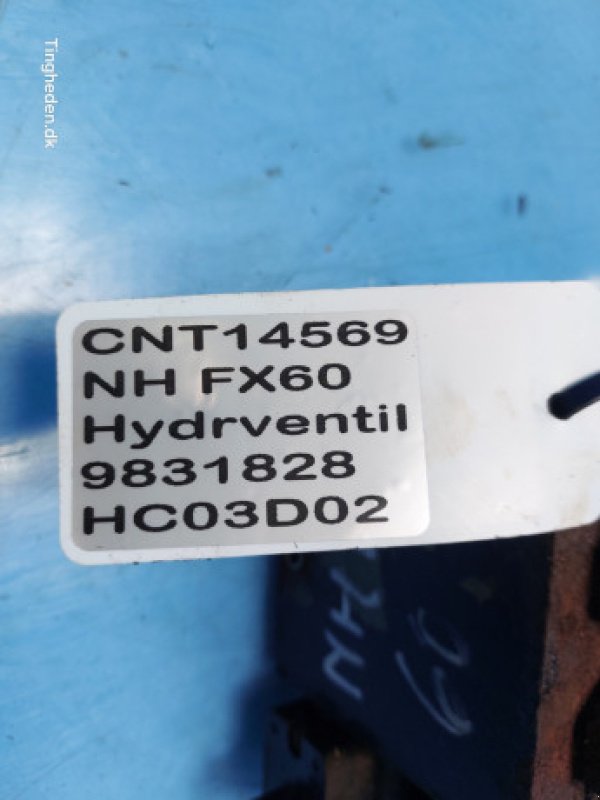 Tingheden.dk
CNT14569
NH FX60
Hydrventil
9831828
HC03D02